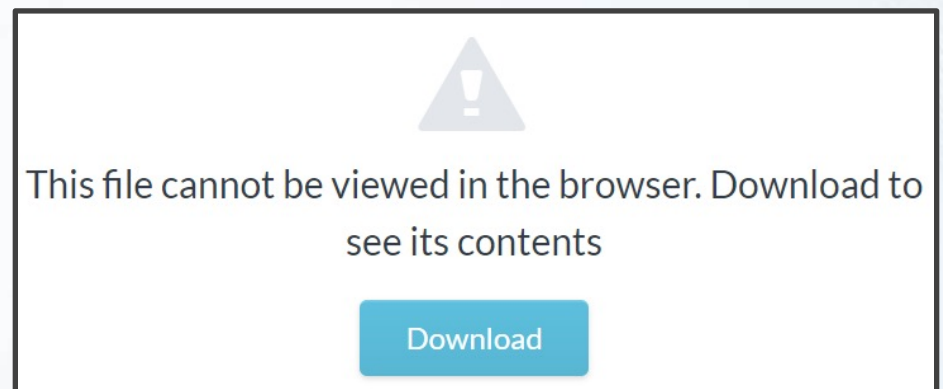 This file cannot be viewed in the browser. Download to
see its contents
Download